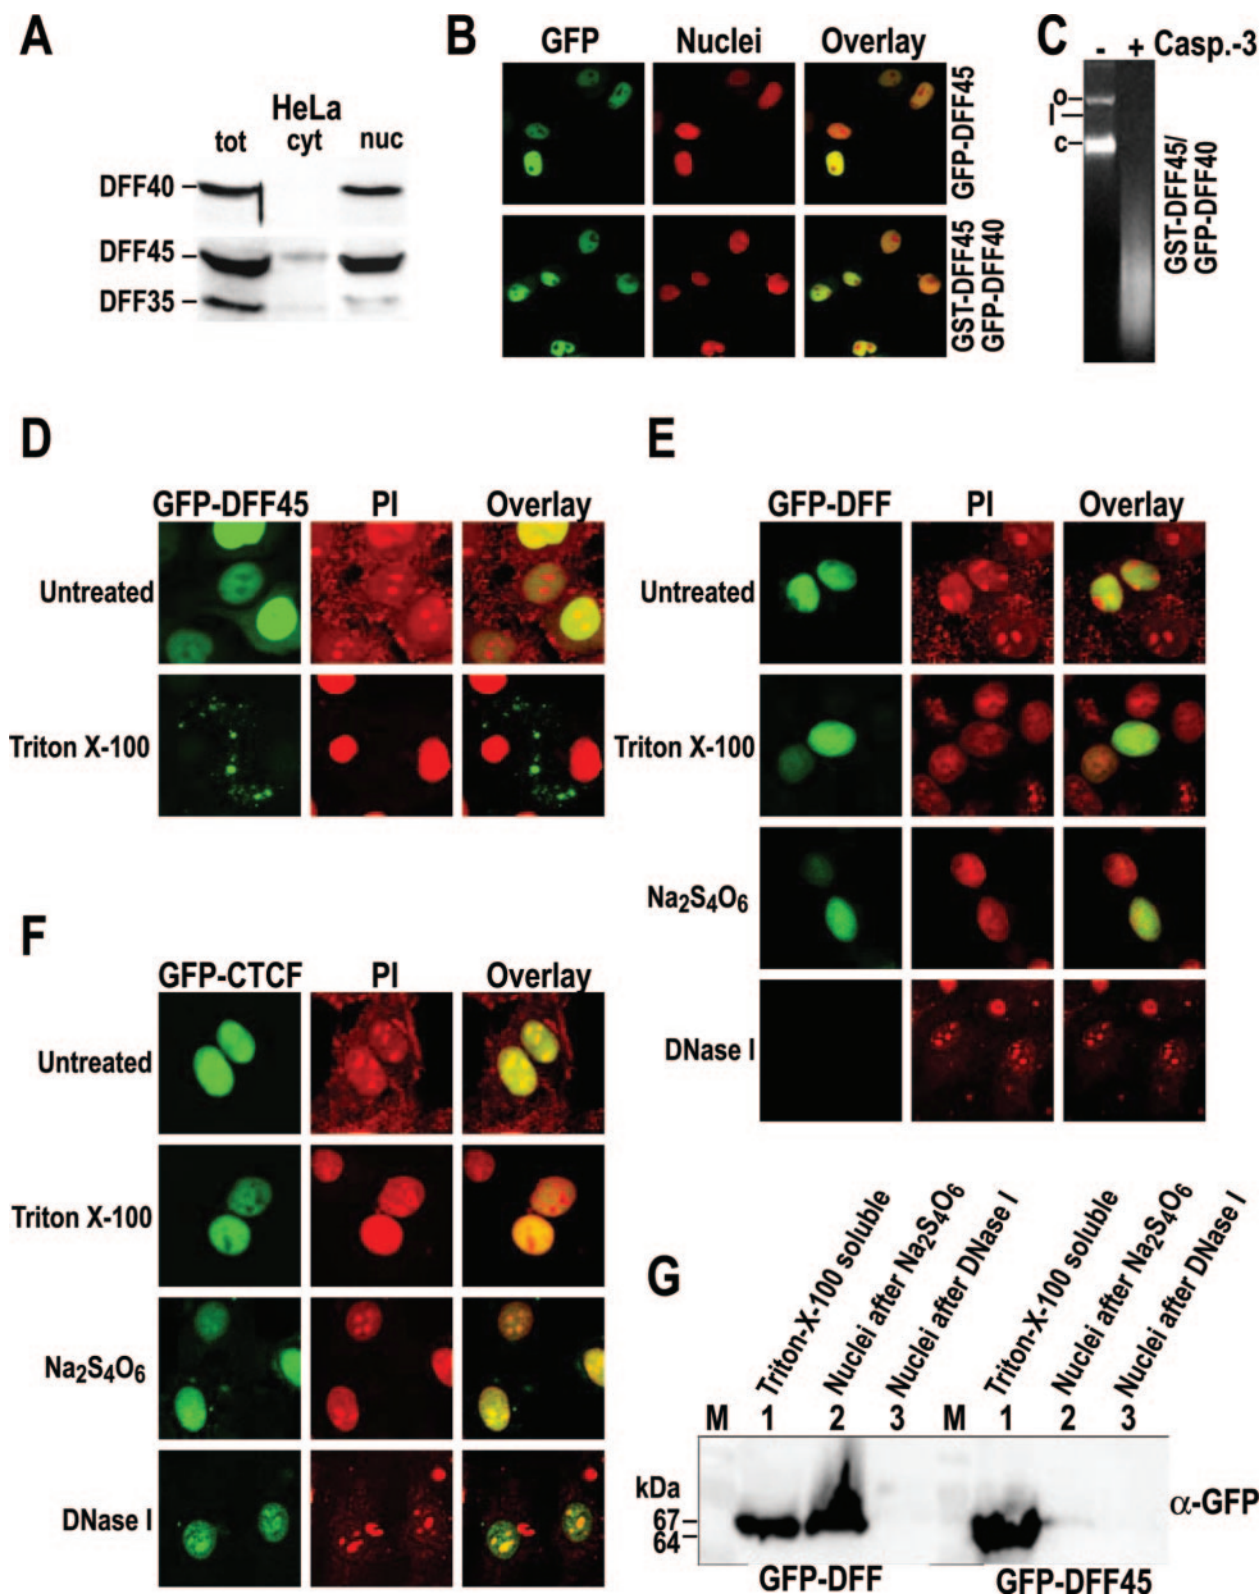 A
HeLa
tot cyt nuc
DFF40
DFF45
DFF35
B
GFP Nuclei Overlay
GFP-DFF45
GST-DFF45
GFP-DFF40
C
- + Casp.-3
o
l
c
GST-DFF45/
GFP-DFF40
D
GFP-DFF45 PI Overlay
Untreated
Triton X-100
E
GFP-DFF PI Overlay
Untreated
Triton X-100
Na₂S₄O₆
DNase I
F
GFP-CTCF PI Overlay
Untreated
Triton X-100
Na₂S₄O₆
DNase I
G
Triton-X-100 soluble
Nuclei after Na₂S₄O₆
Nuclei after DNase I
Triton-X-100 soluble
Nuclei after Na₂S₄O₆
Nuclei after DNase I
M 1 2 3 M 1 2 3
kDa
67
64
α-GFP
GFP-DFF GFP-DFF45